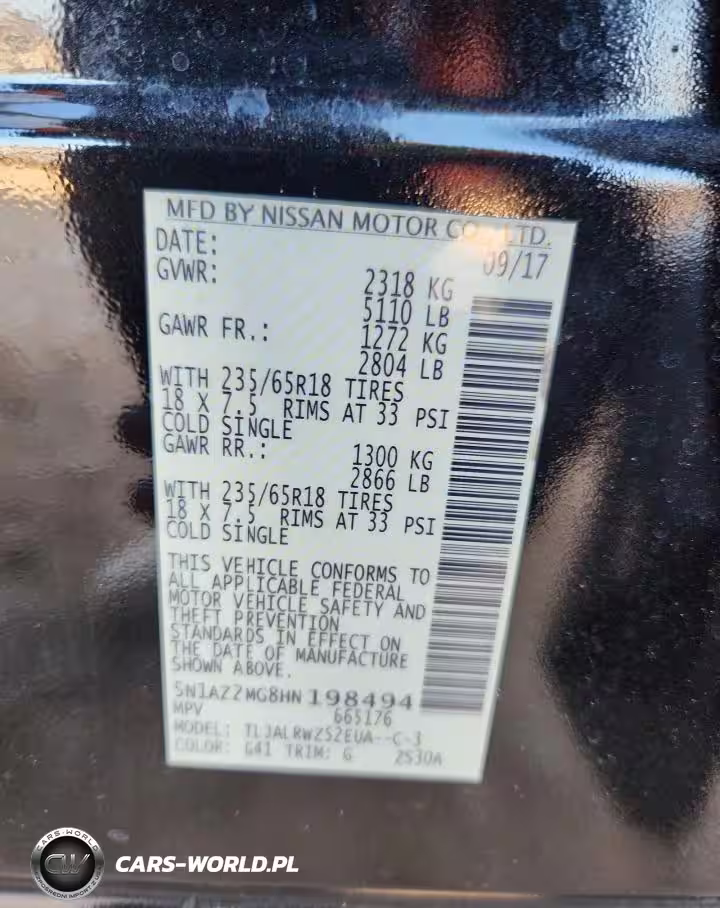 MFD BY NISSAN MOTOR CO., LTD.
DATE: 09/17
GVWR: 2318 KG
5110 LB
GAWR FR.: 1272 KG
2804 LB
WITH 235/65R18 TIRES
18 X 7.5 RIMS AT 33 PSI
COLD SINGLE
GAWR RR.: 1300 KG
2866 LB
WITH 235/65R18 TIRES
18 X 7.5 RIMS AT 33 PSI
COLD SINGLE
THIS VEHICLE CONFORMS TO
ALL APPLICABLE FEDERAL
MOTOR VEHICLE SAFETY AND
THEFT PREVENTION
STANDARDS IN EFFECT ON
THE DATE OF MANUFACTURE
SHOWN ABOVE.
5N1AZ2MG8HN198494
MPV 665176
MODEL: TLJALRWZ52EUA--C-J
COLOR: G41 TRIM: G 2530A
CARS-WORLD
CW
CARS-WORLD.PL